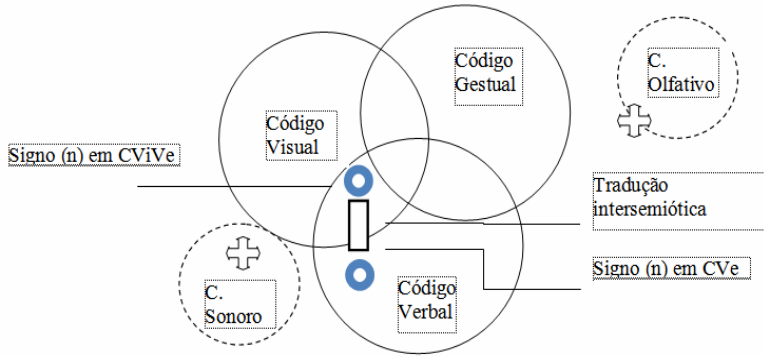 Código
Gestual
C.
Olfativo
Código
Visual
Signo (n) em CViVe
Tradução
intersemiótica
Signo (n) em CVe
C.
Sonoro
Código
Verbal